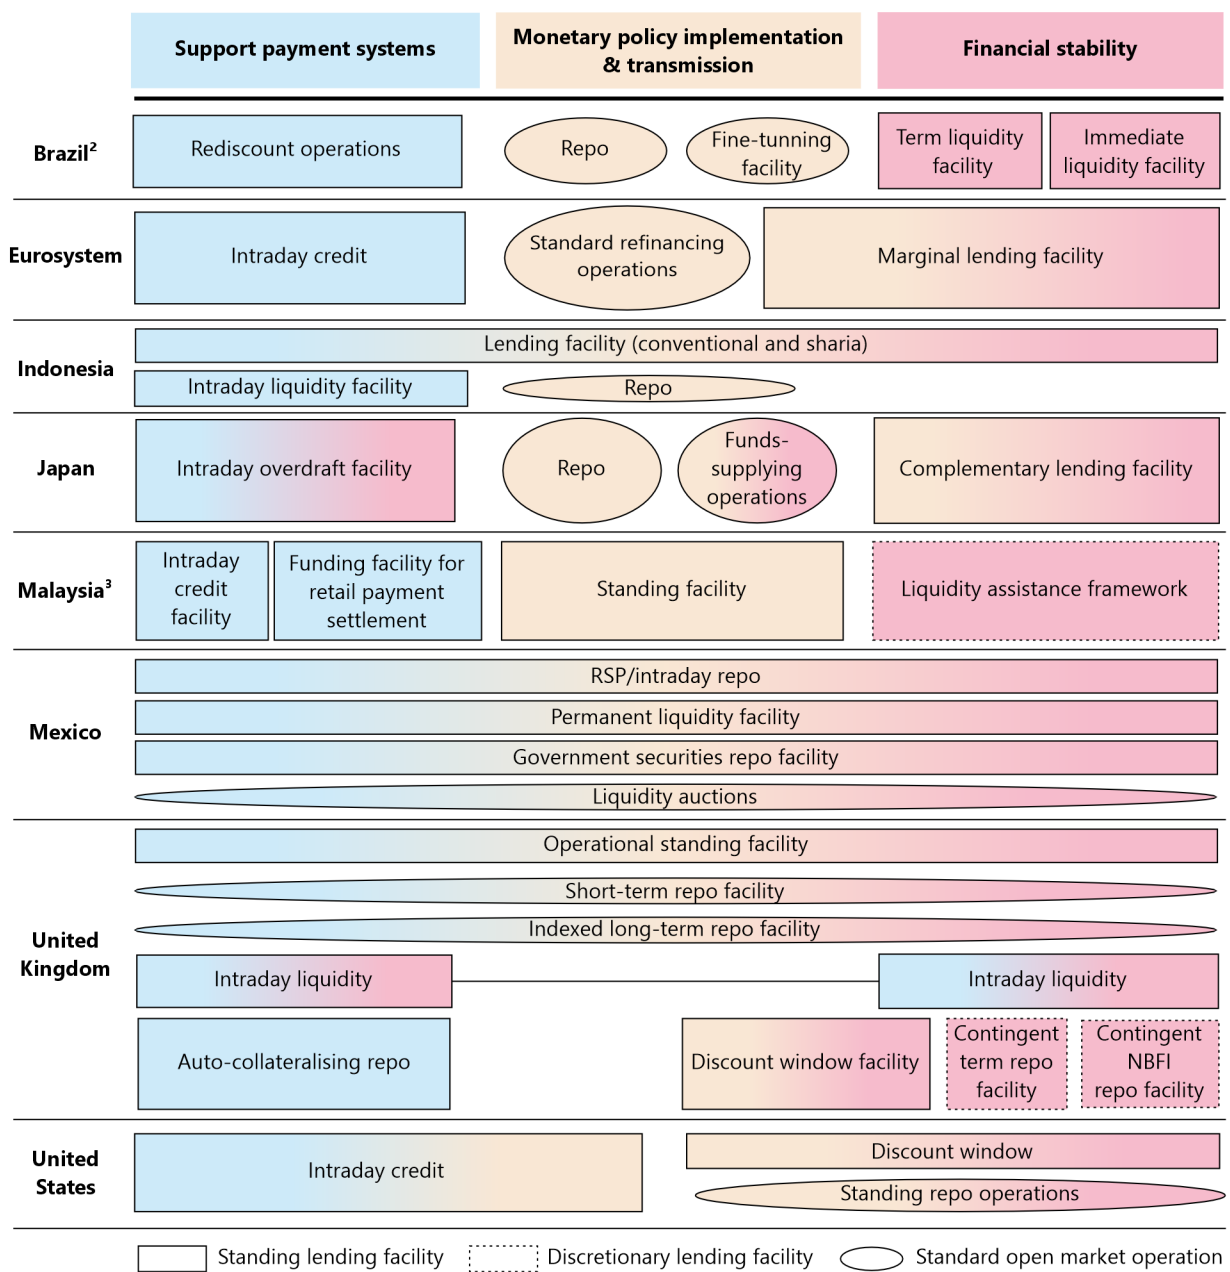 Support payment systems
Monetary policy implementation
& transmission
Financial stability
Brazil²
Rediscount operations
Repo
Fine-tunning
facility
Term liquidity
facility
Immediate
liquidity facility
Eurosystem
Intraday credit
Standard refinancing
operations
Marginal lending facility
Indonesia
Lending facility (conventional and sharia)
Intraday liquidity facility
Repo
Japan
Intraday overdraft facility
Repo
Funds-
supplying
operations
Complementary lending facility
Malaysia³
Intraday
credit
facility
Funding facility for
retail payment
settlement
Standing facility
Liquidity assistance framework
Mexico
RSP/intraday repo
Permanent liquidity facility
Government securities repo facility
Liquidity auctions
United
Kingdom
Operational standing facility
Short-term repo facility
Indexed long-term repo facility
Intraday liquidity
Intraday liquidity
Auto-collateralising repo
Discount window facility
Contingent
term repo
facility
Contingent
NBFI
repo facility
United
States
Intraday credit
Discount window
Standing repo operations
Standing lending facility
Discretionary lending facility
Standard open market operation